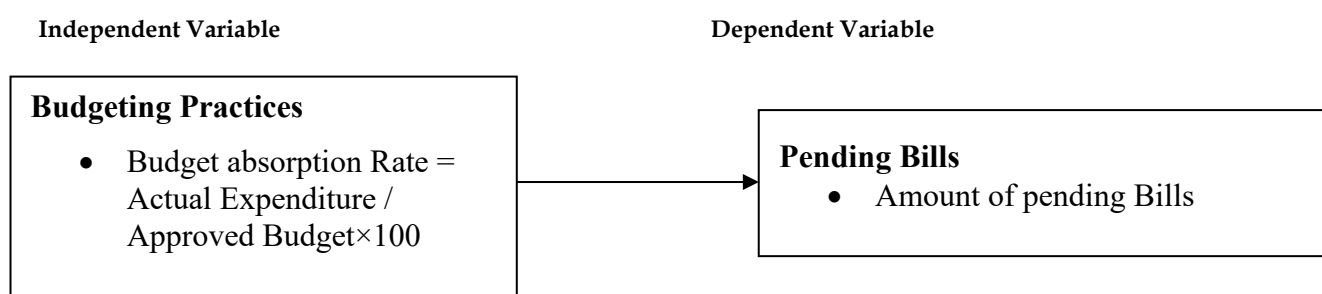 Independent Variable
Dependent Variable
Budgeting Practices
• Budget absorption Rate =
Actual Expenditure /
Approved Budget×100
Pending Bills
• Amount of pending Bills